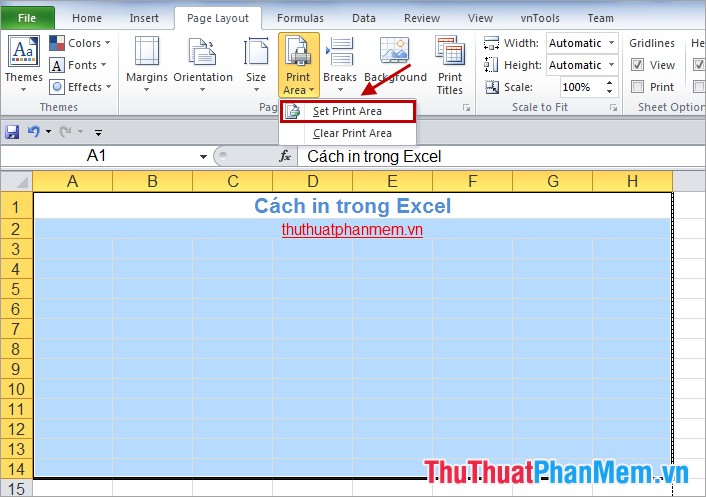 File Home Insert Page Layout Formulas Data Review View vnTools Team
Aa Themes
Colors
Fonts
Effects
Themes
Margins
Orientation
Size
Print Area
Breaks
Background
Print Titles
Pag
Width: Automatic
Height: Automatic
Scale: 100%
Scale to Fit
Gridlines H
View
Print
Sheet Option
Set Print Area
Clear Print Area
A1 fx Cách in trong Excel
A B C D E F G H
1 Cách in trong Excel
2 thuthuatphanmem.vn
3
4
5
6
7
8
9
10
11
12
13
14
15
ThuThuatPhanMem.vn